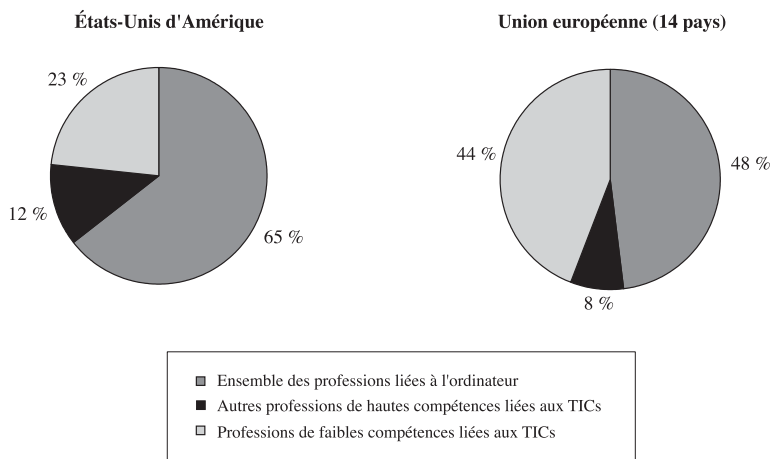 États-Unis d'Amérique
23 %
12 %
65 %
Union européenne (14 pays)
44 %
48 %
8 %
Ensemble des professions liées à l'ordinateur
Autres professions de hautes compétences liées aux TICs
Professions de faibles compétences liées aux TICs